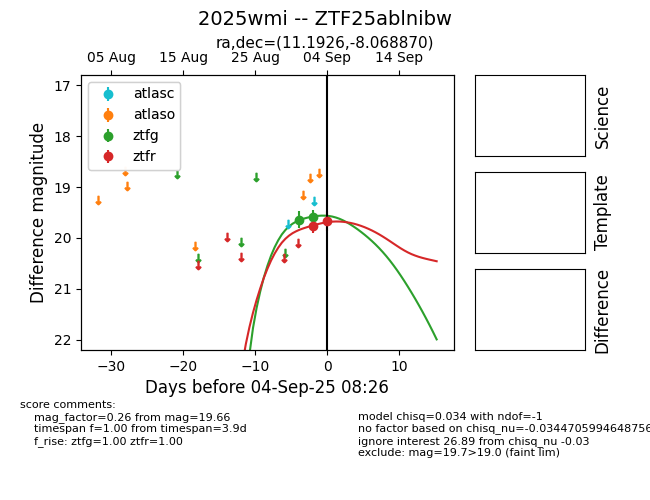 2025wmi -- ZTF25ablnibw
ra,dec=(11.1926,-8.068870)
05 Aug 15 Aug 25 Aug 04 Sep 14 Sep
17
18
19
20
21
22
Difference magnitude
atlasc
atlaso
ztfg
ztfr
−30 −20 −10 0 10
Days before 04-Sep-25 08:26
Science
Template
Difference
score comments:
mag_factor=0.26 from mag=19.66
timespan f=1.00 from timespan=3.9d
f_rise: ztfg=1.00 ztfr=1.00
model chisq=0.034 with ndof=-1
no factor based on chisq_nu=-0.0344705994648756
ignore interest 26.89 from chisq_nu -0.03
exclude: mag=19.7>19.0 (faint lim)